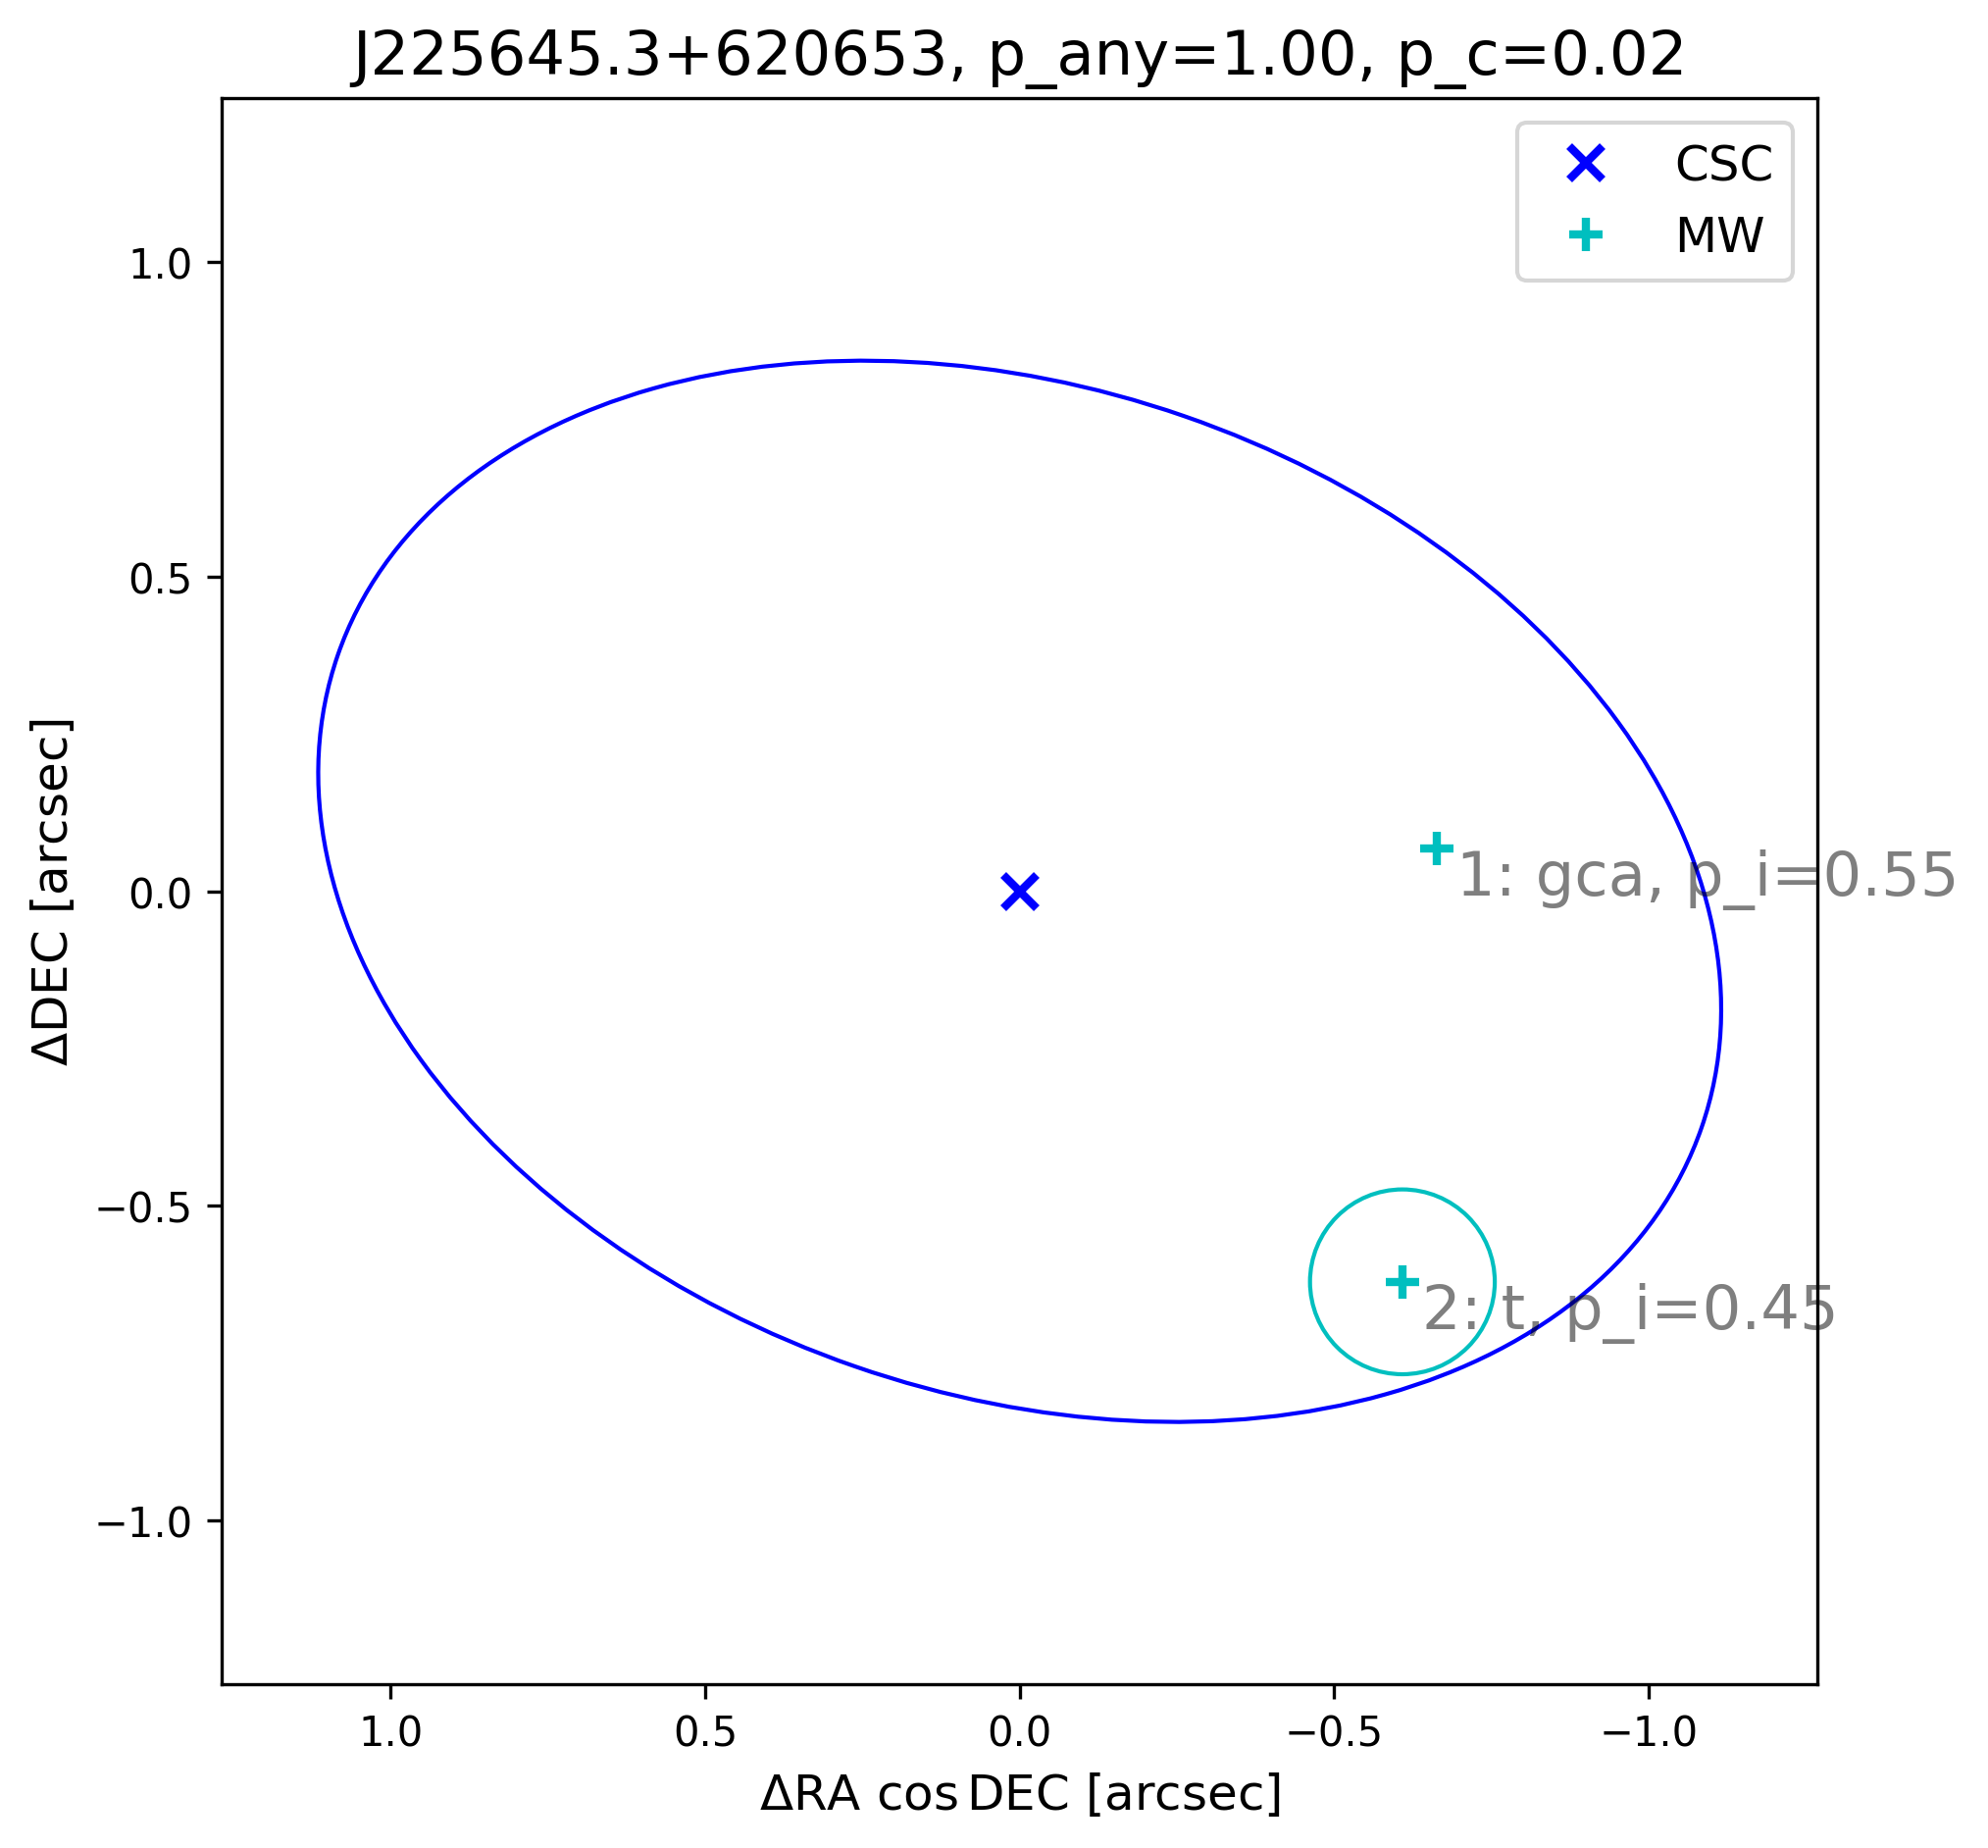 J225645.3+620653, p_any=1.00, p_c=0.02
CSC
MW
1.0
0.5
0.0
−0.5
−1.0
ΔDEC [arcsec]
1: gca, p_i=0.55
2: t, p_i=0.45
1.0 0.5 0.0 −0.5 −1.0
ΔRA cos DEC [arcsec]